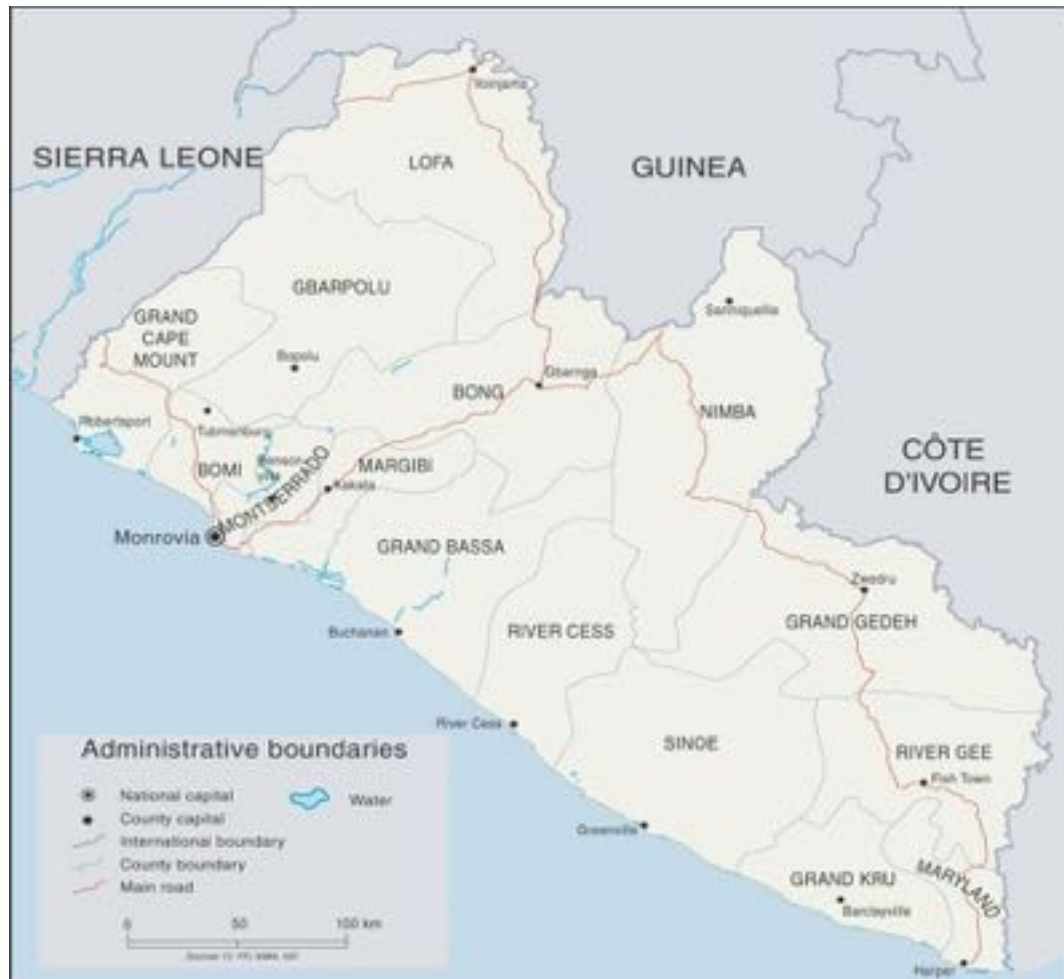 Voinjama
SIERRA LEONE
LOFA
GUINEA
GBARPOLU
Sanniquellie
GRAND
CAPE
MOUNT
Bopolu
BONG
Gbarnga
NIMBA
Robertsport
Tubmanburg
CÔTE
D'IVOIRE
BOMI
Benson-
ville
MONTSERRADO
MARGIBI
Kakata
Monrovia
GRAND BASSA
Zwedru
GRAND GEDEH
Buchanan
RIVER CESS
River Cess
SINOE
RIVER GEE
Fish Town
Greenville
GRAND KRU
MARYLAND
Barclayville
Harper
Administrative boundaries
National capital
Water
County capital
International boundary
County boundary
Main road
0 50 100 km